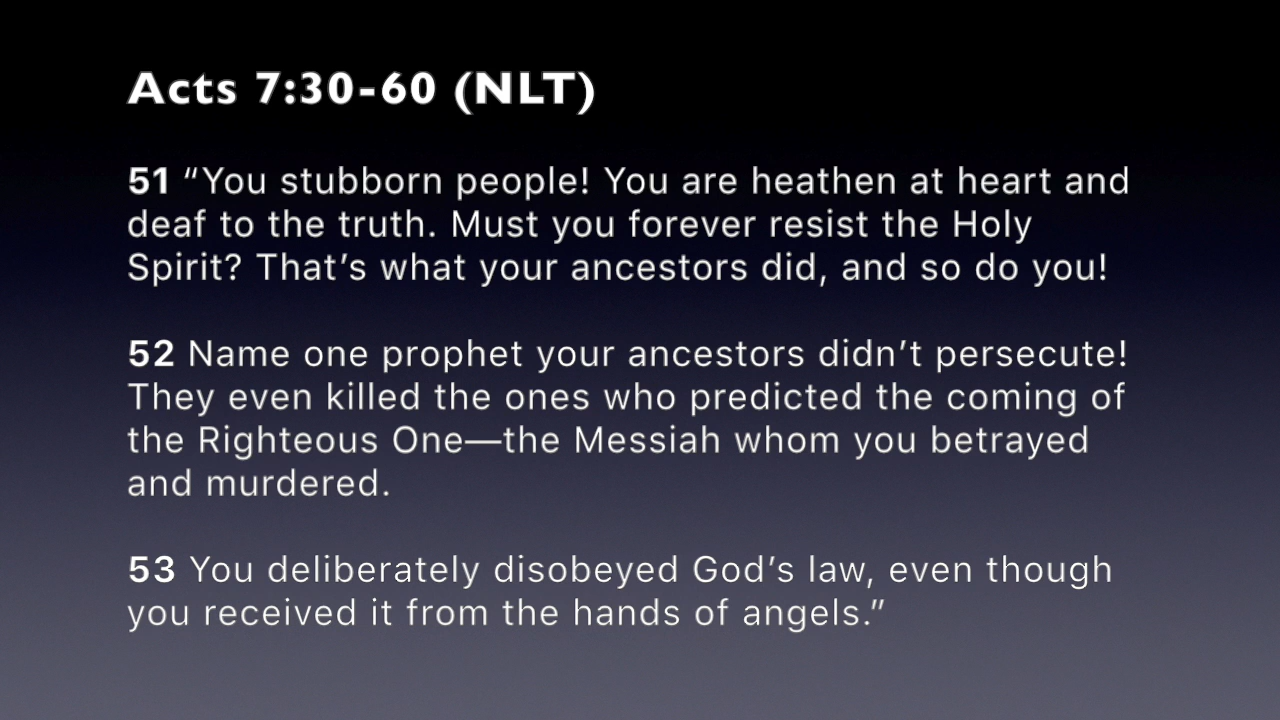 Acts 7:30-60 (NLT)
51 “You stubborn people! You are heathen at heart and
deaf to the truth. Must you forever resist the Holy
Spirit? That’s what your ancestors did, and so do you!
52 Name one prophet your ancestors didn’t persecute!
They even killed the ones who predicted the coming of
the Righteous One—the Messiah whom you betrayed
and murdered.
53 You deliberately disobeyed God’s law, even though
you received it from the hands of angels.”